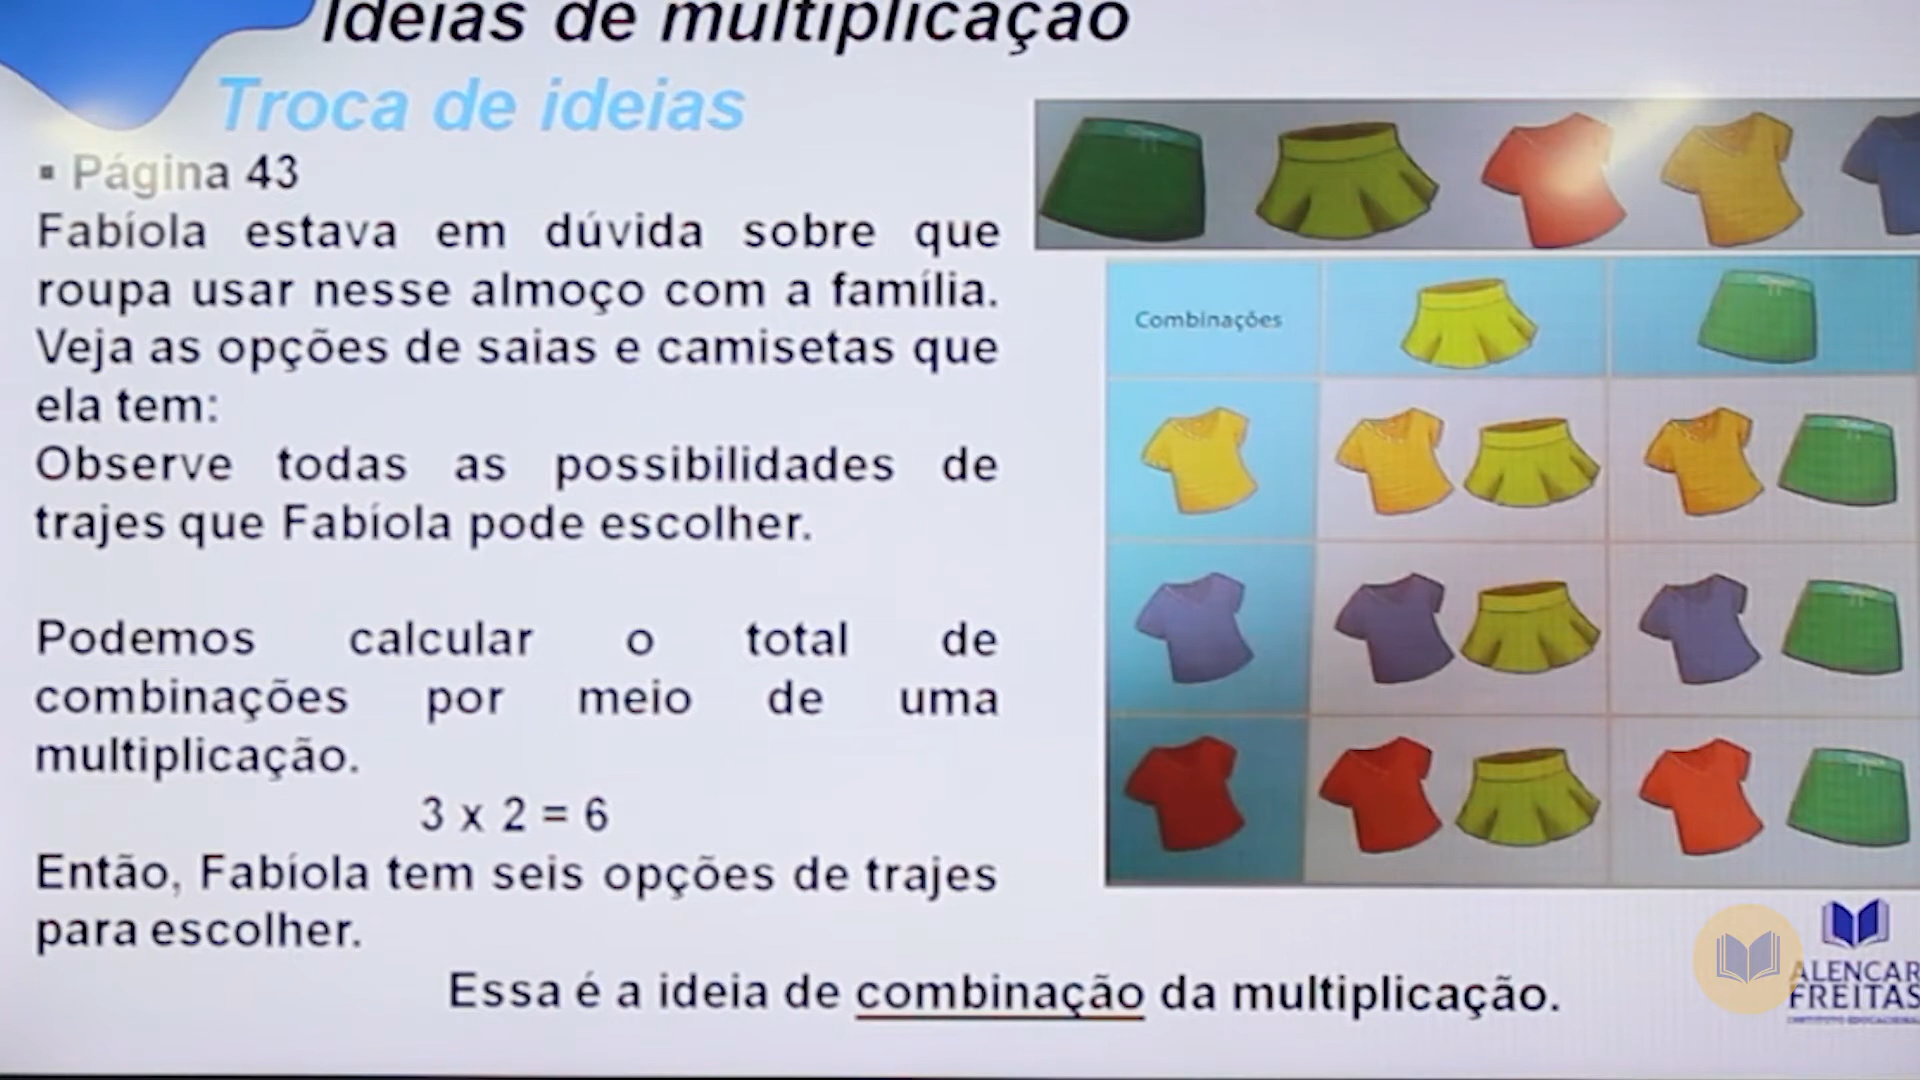 Ideias de multiplicação
Troca de ideias
▪ Página 43
Fabíola estava em dúvida sobre que
roupa usar nesse almoço com a família.
Veja as opções de saias e camisetas que
ela tem:
Observe todas as possibilidades de
trajes que Fabíola pode escolher.
Podemos calcular o total de
combinações por meio de uma
multiplicação.
3 x 2 = 6
Então, Fabíola tem seis opções de trajes
para escolher.
Essa é a ideia de combinação da multiplicação.
Combinações
ALENCAR
FREITAS